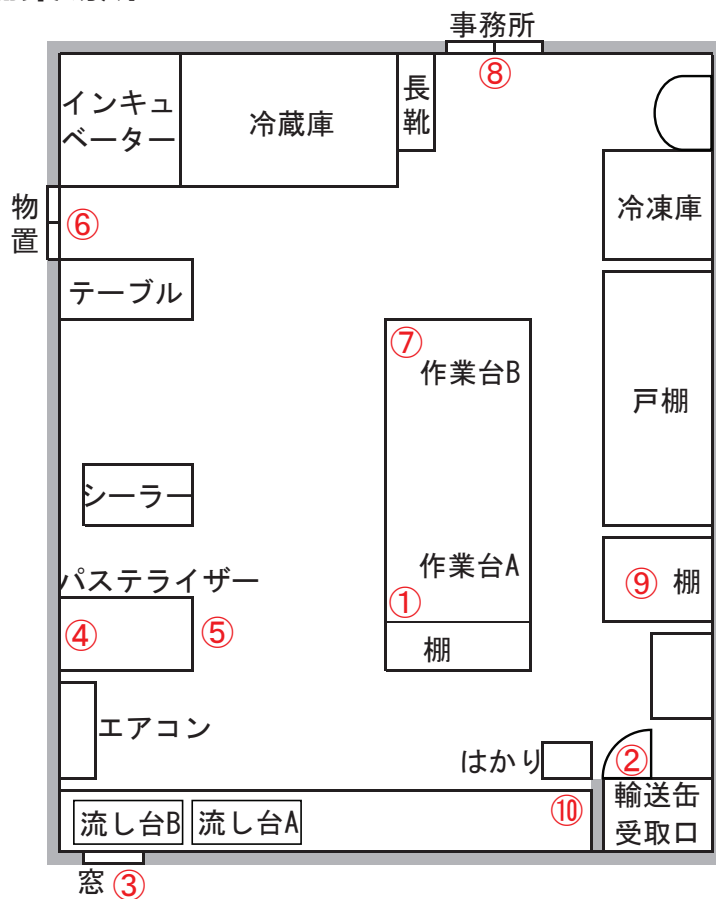 事務所
⑧
インキュ
ベーター
冷蔵庫
長
靴
物
置
⑥
冷凍庫
テーブル
⑦
作業台B
戸棚
シーラー
作業台A
①
⑨ 棚
パステライザー
④
⑤
棚
エアコン
はかり
②
輸送缶
受取口
⑩
流し台B
流し台A
窓
③